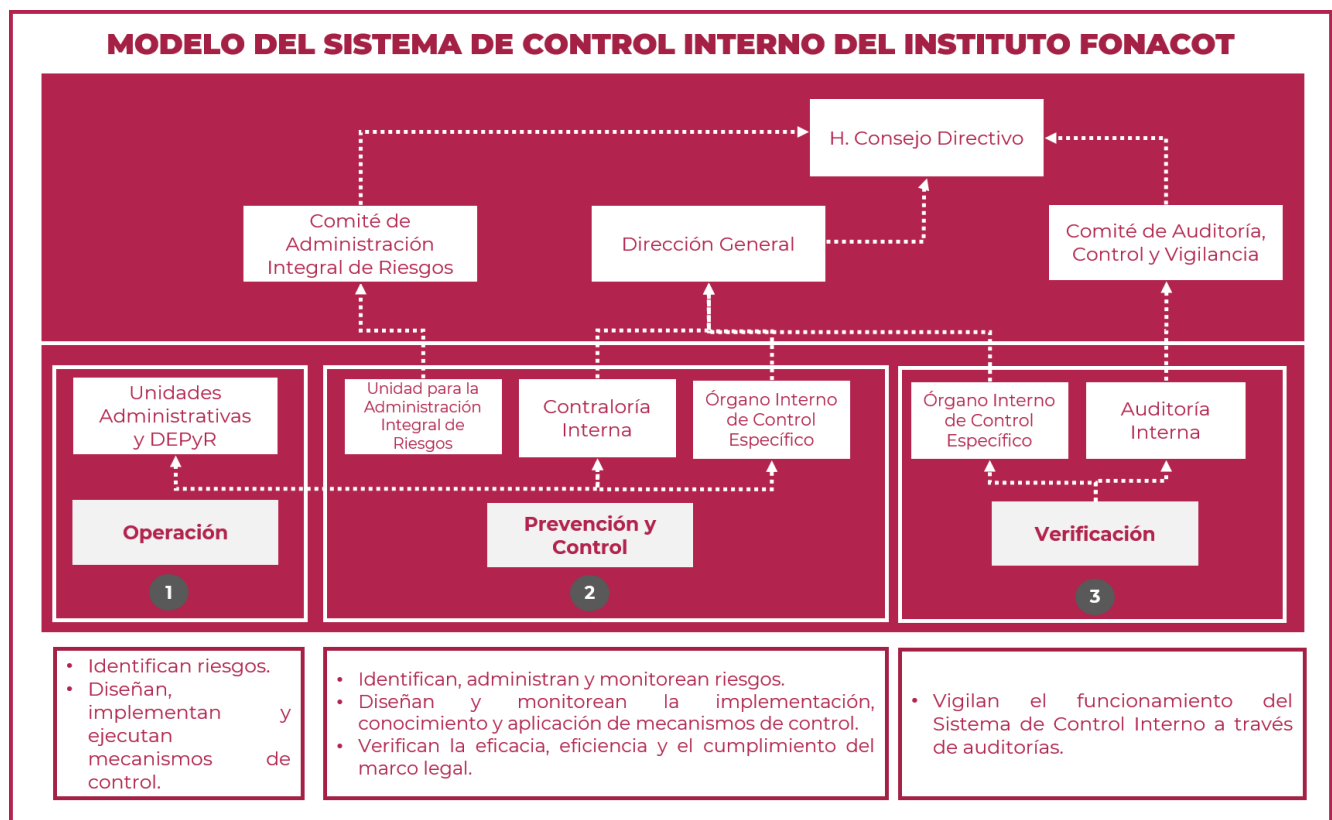 MODELO DEL SISTEMA DE CONTROL INTERNO DEL INSTITUTO FONACOT
H. Consejo Directivo
Comité de
Administración
Integral de Riesgos
Dirección General
Comité de Auditoría,
Control y Vigilancia
Unidades
Administrativas
y DEPyR
Unidad para la
Administración
Integral de
Riesgos
Contraloría
Interna
Órgano Interno
de Control
Específico
Órgano Interno
de Control
Específico
Auditoría
Interna
Operación
Prevención y
Control
Verificación
1
2
3
• Identifican riesgos.
• Diseñan,
implementan y
ejecutan
mecanismos de
control.
• Identifican, administran y monitorean riesgos.
• Diseñan y monitorean la implementación,
conocimiento y aplicación de mecanismos de control.
• Verifican la eficacia, eficiencia y el cumplimiento del
marco legal.
• Vigilan el funcionamiento del
Sistema de Control Interno a través
de auditorías.